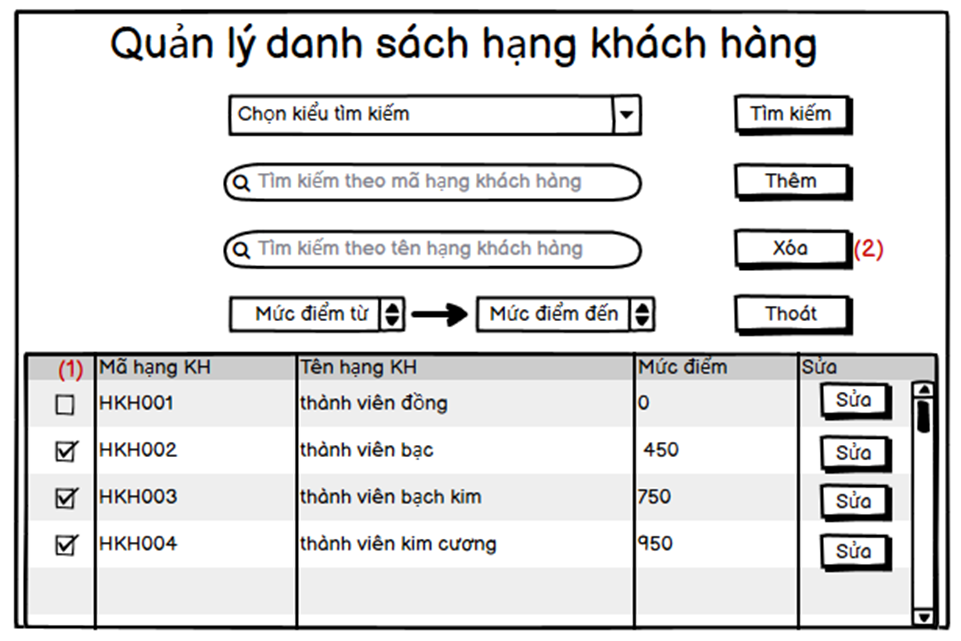 Quản lý danh sách hạng khách hàng
Chọn kiểu tìm kiếm
Tìm kiếm
Tìm kiếm theo mã hạng khách hàng
Thêm
Tìm kiếm theo tên hạng khách hàng
Xóa (2)
Mức điểm từ Mức điểm đến
Thoát
(1) Mã hạng KH Tên hạng KH Mức điểm Sửa
HKH001 thành viên đồng 0 Sửa
HKH002 thành viên bạc 450 Sửa
HKH003 thành viên bạch kim 750 Sửa
HKH004 thành viên kim cương 950 Sửa